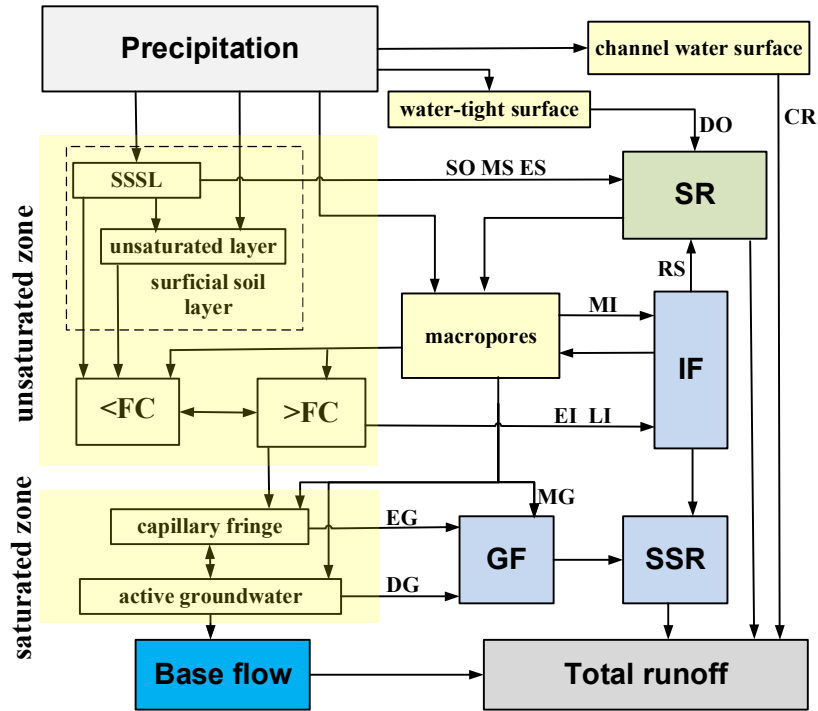 Precipitation
channel water surface
water-tight surface
DO
CR
SSSL
SO MS ES
SR
unsaturated layer
surficial soil
layer
RS
unsaturated zone
macropores
MI
IF
<FC
>FC
EI LI
saturated zone
capillary fringe
EG
MG
GF
SSR
active groundwater
DG
Base flow
Total runoff